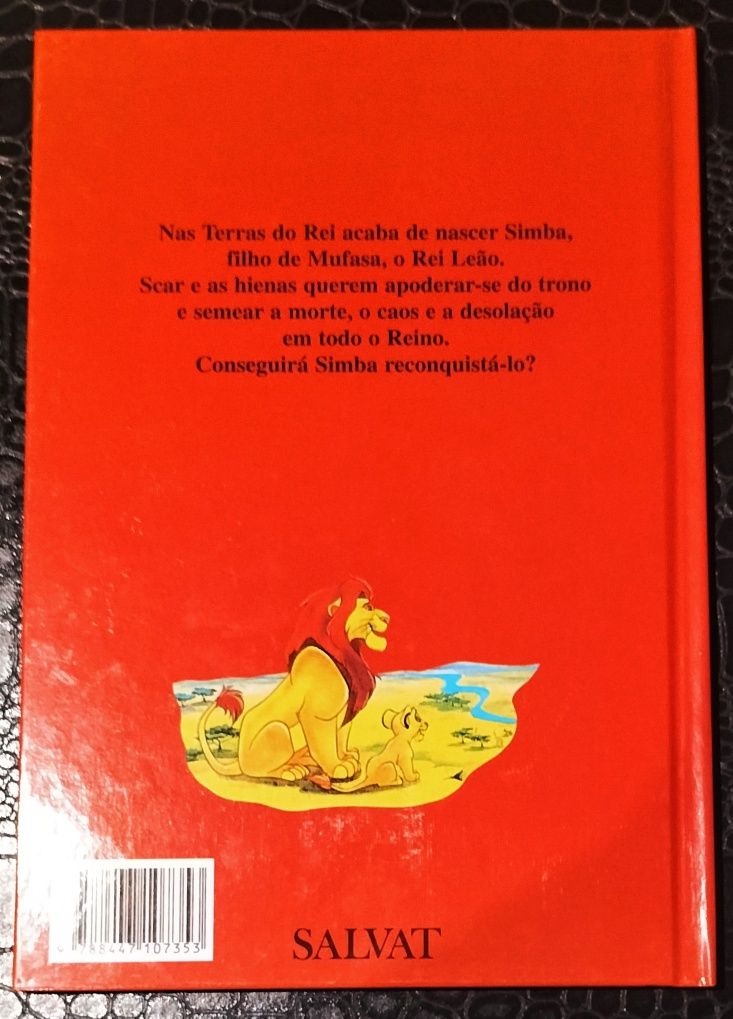 Nas Terras do Rei acaba de nascer Simba,
filho de Mufasa, o Rei Leão.
Scar e as hienas querem apoderar-se do trono
e semear a morte, o caos e a desolação
em todo o Reino.
Conseguirá Simba reconquistá-lo?
9 788447 107353
SALVAT